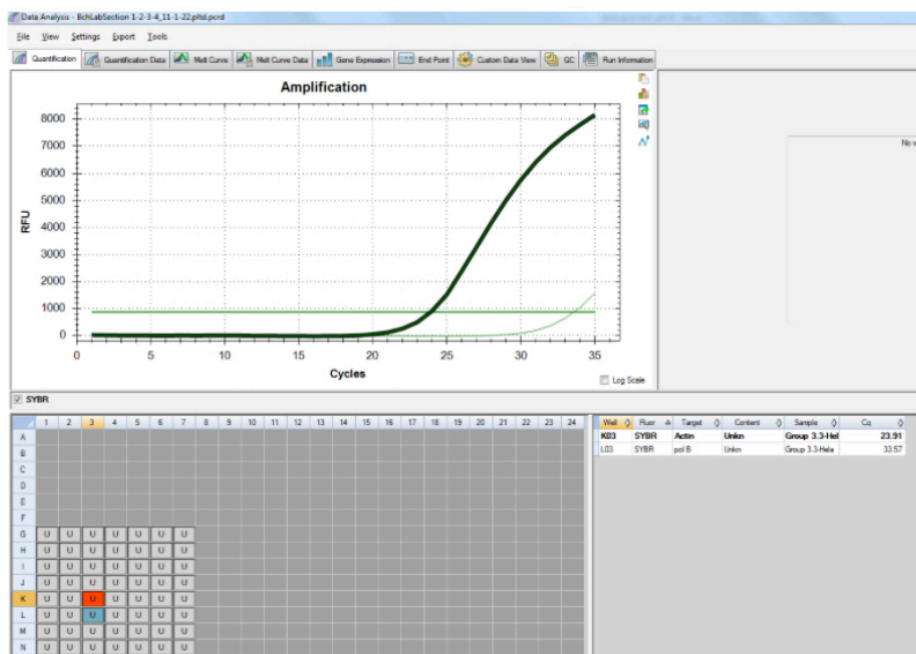 Data Analysis - BchLabSection 1-2-3-4_11-1-22.pltd.pcrd
File View Settings Export Tools
Quantification Quantification Data Melt Curve Melt Curve Data Gene Expression End Point Custom Data View QC Run Information
Amplification
No
8000
7000
6000
5000
4000
3000
2000
1000
0
RFU
0 5 10 15 20 25 30 35
Cycles
Log Scale
SYBR
1 2 3 4 5 6 7 8 9 10 11 12 13 14 15 16 17 18 19 20 21 22 23 24
A
B
C
D
E
F
G U U U U U U U
H U U U U U U U
I U U U U U U U
J U U U U U U U
K U U U U U U U
L U U U U U U U
M U U U U U U U
N U U U U U U U
Well Fluor Target Content Sample Cq
K03 SYBR Actin Unkn Group 3.3-Hel 23.91
L03 SYBR pol B Unkn Group 3.3-Hela 33.57